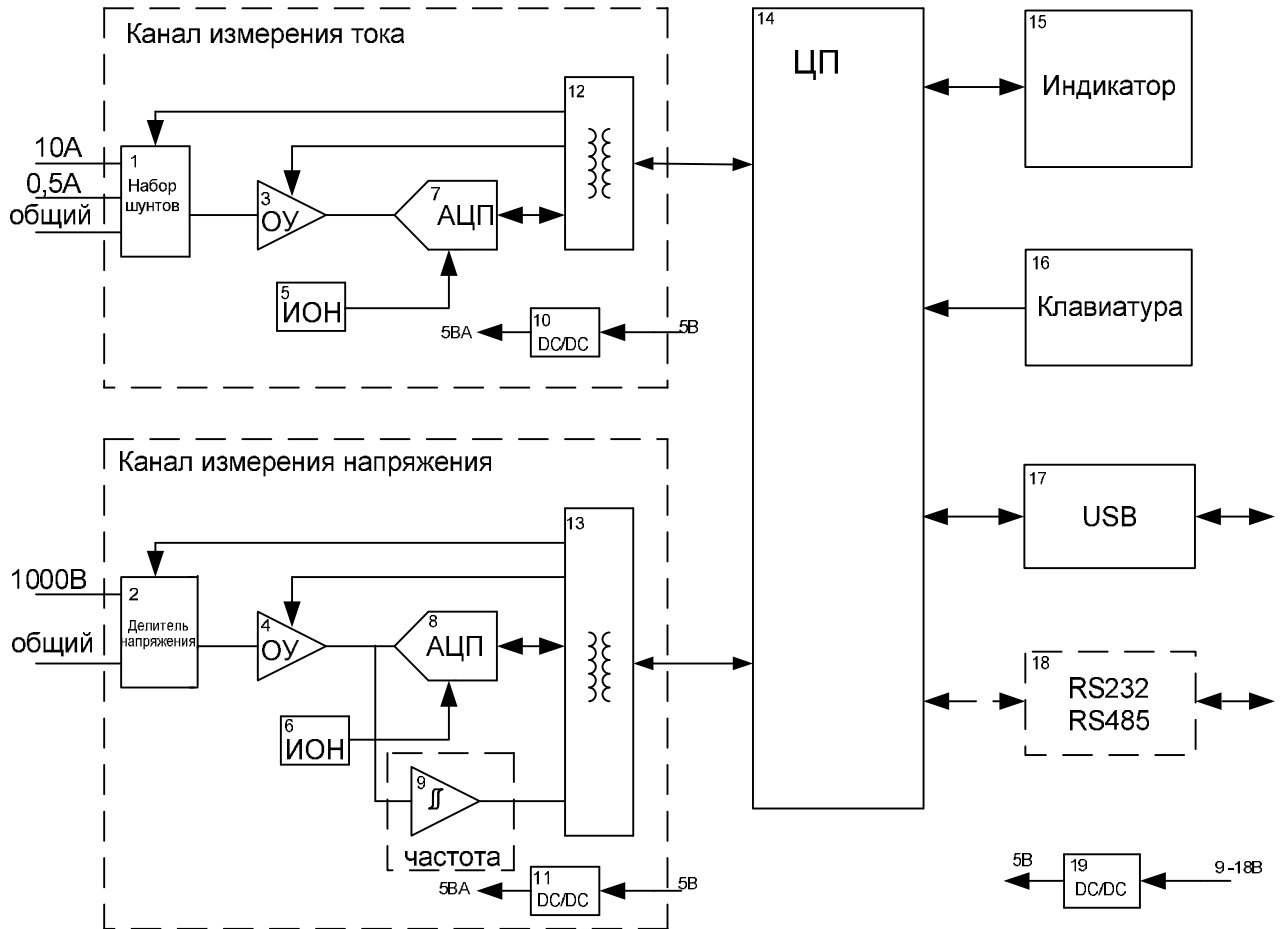 Канал измерения тока
10А
0,5А
общий
1
Набор
шунтов
3
ОУ
7
АЦП
12
5
ИОН
5ВА
10
DC/DC
5В
Канал измерения напряжения
1000В
общий
2
Делитель
напряжения
4
ОУ
8
АЦП
13
6
ИОН
9
частота
5ВА
11
DC/DC
5В
14
ЦП
15
Индикатор
16
Клавиатура
17
USB
18
RS232
RS485
5В
19
DC/DC
9-18В